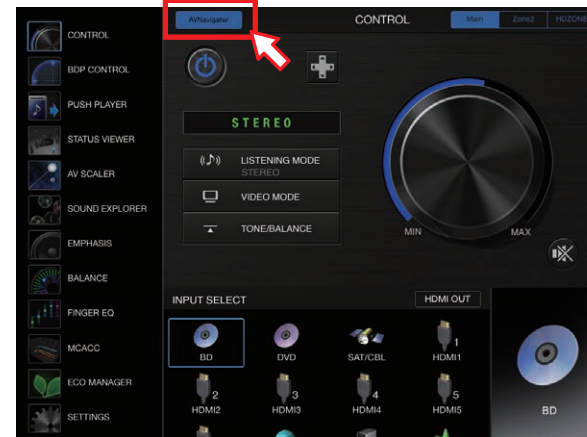 AVNavigator
CONTROL
Main
Zone2
HDZONE
CONTROL
BDP CONTROL
PUSH PLAYER
STATUS VIEWER
AV SCALER
SOUND EXPLORER
EMPHASIS
BALANCE
FINGER EQ
MCACC
ECO MANAGER
SETTINGS
STEREO
LISTENING MODE
STEREO
VIDEO MODE
TONE/BALANCE
MIN
MAX
INPUT SELECT
HDMI OUT
BD
DVD
SAT/CBL
1
HDMI1
2
HDMI2
3
HDMI3
4
HDMI4
5
HDMI5
BD